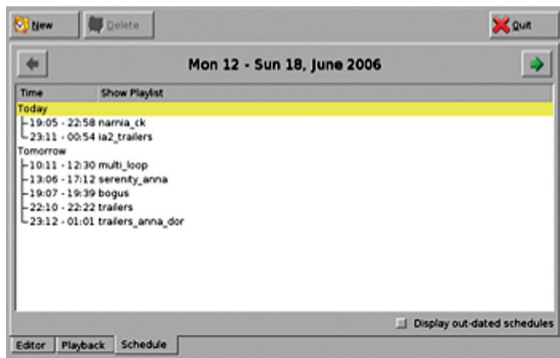 New Delete Quit
Mon 12 - Sun 18, June 2006
Time Show Playlist
Today
19:05 - 22:58 narnia_ck
23:11 - 00:54 ia2_trailers
Tomorrow
10:11 - 12:30 multi_loop
13:06 - 17:12 serenity_anna
19:07 - 19:39 bogus
22:10 - 22:22 trailers
23:12 - 01:01 trailers_anna_dor
Display out-dated schedules
Editor Playback Schedule